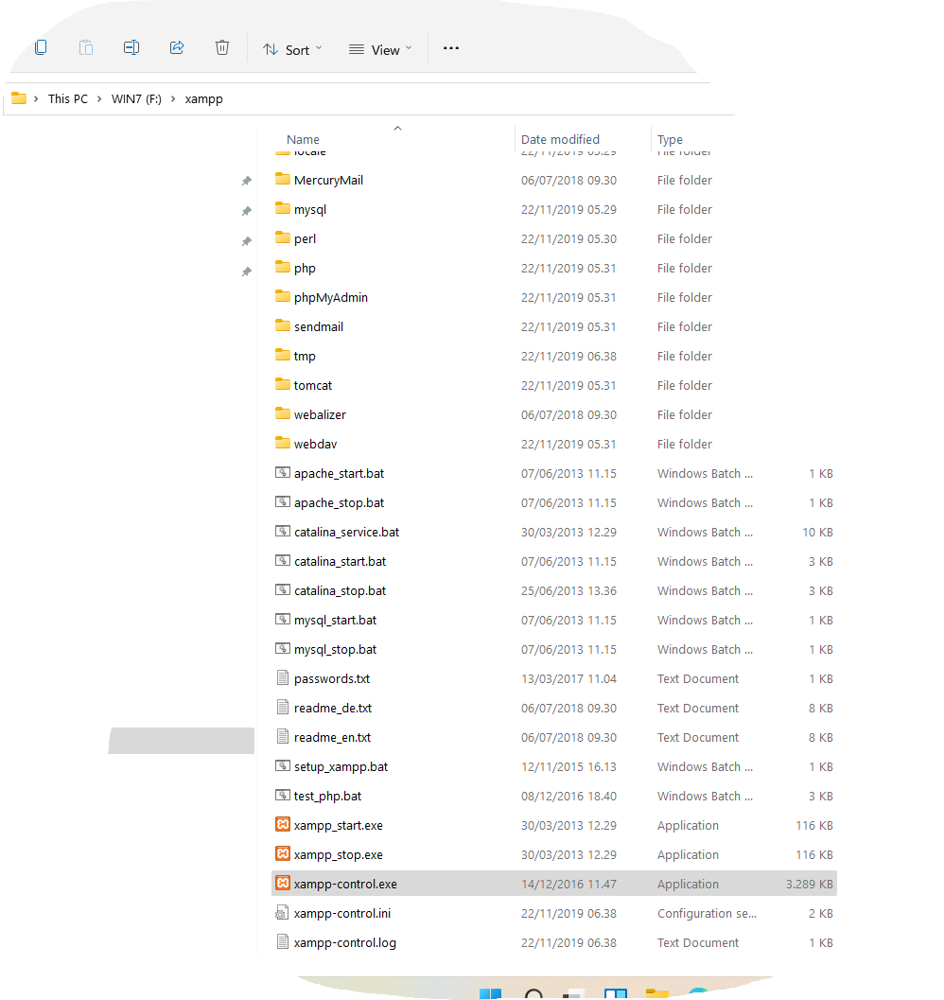 Sort View
This PC > WIN7 (F:) > xampp
Name Date modified Type
locale 22/11/2019 05.29 File folder
MercuryMail 06/07/2018 09.30 File folder
mysql 22/11/2019 05.29 File folder
perl 22/11/2019 05.30 File folder
php 22/11/2019 05.31 File folder
phpMyAdmin 22/11/2019 05.31 File folder
sendmail 22/11/2019 05.31 File folder
tmp 22/11/2019 06.38 File folder
tomcat 22/11/2019 05.31 File folder
webalizer 06/07/2018 09.30 File folder
webdav 22/11/2019 05.31 File folder
apache_start.bat 07/06/2013 11.15 Windows Batch ... 1 KB
apache_stop.bat 07/06/2013 11.15 Windows Batch ... 1 KB
catalina_service.bat 30/03/2013 12.29 Windows Batch ... 10 KB
catalina_start.bat 07/06/2013 11.15 Windows Batch ... 3 KB
catalina_stop.bat 25/06/2013 13.36 Windows Batch ... 3 KB
mysql_start.bat 07/06/2013 11.15 Windows Batch ... 1 KB
mysql_stop.bat 07/06/2013 11.15 Windows Batch ... 1 KB
passwords.txt 13/03/2017 11.04 Text Document 1 KB
readme_de.txt 06/07/2018 09.30 Text Document 8 KB
readme_en.txt 06/07/2018 09.30 Text Document 8 KB
setup_xampp.bat 12/11/2015 16.13 Windows Batch ... 1 KB
test_php.bat 08/12/2016 18.40 Windows Batch ... 3 KB
xampp_start.exe 30/03/2013 12.29 Application 116 KB
xampp_stop.exe 30/03/2013 12.29 Application 116 KB
xampp-control.exe 14/12/2016 11.47 Application 3.289 KB
xampp-control.ini 22/11/2019 06.38 Configuration se... 2 KB
xampp-control.log 22/11/2019 06.38 Text Document 1 KB